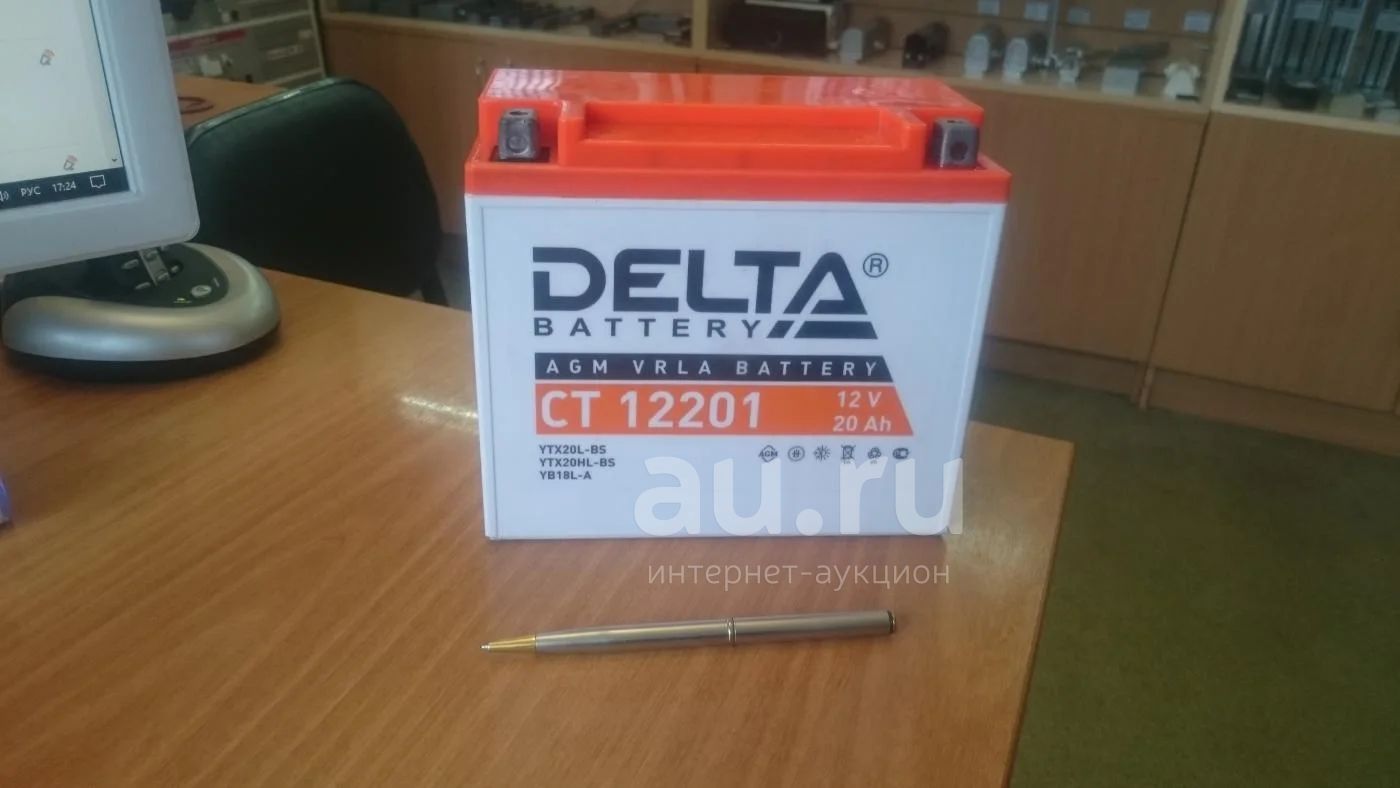 РУС 17:24
DELTA ®
BATTERY
AGM VRLA BATTERY
CT 12201
12 V
20 Ah
YTX20L-BS
YTX20HL-BS
YB18L-A
AGM
au.ru
интернет-аукцион